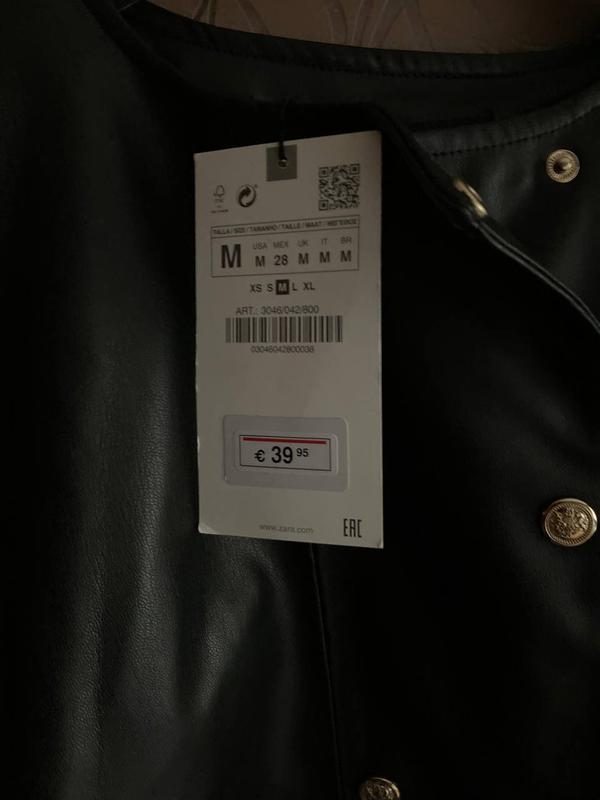 FSC
TALLA / SIZE / TAMANHO / TAILLE / MAAT /
M
USA MEX UK IT BR
M 28 M M M
XS S M L XL
ART.: 3046/042/800
03046042800038
€ 39 95
www.zara.com
EAC